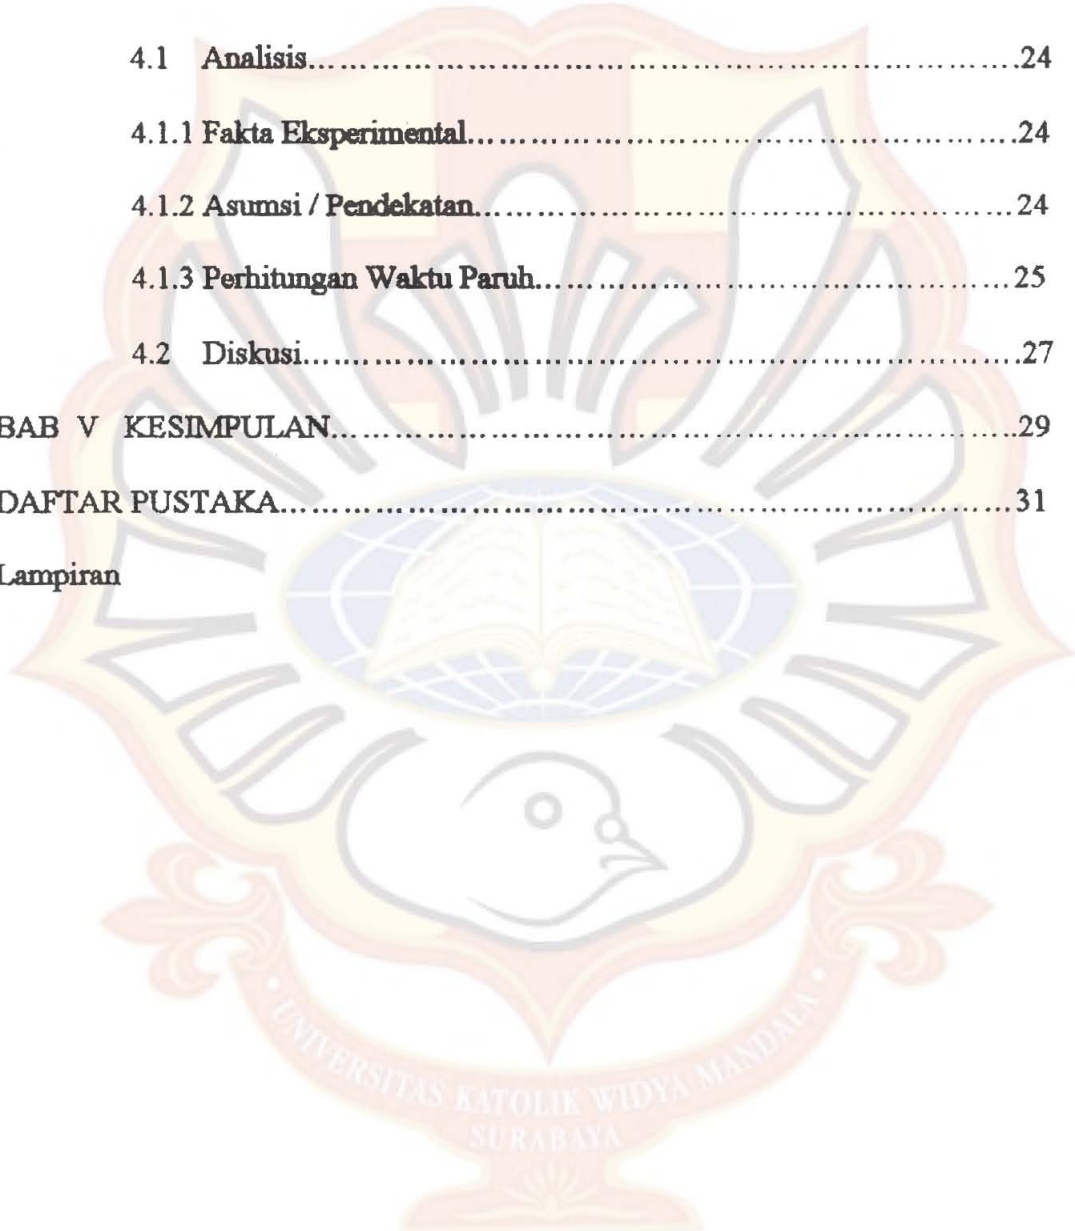 4.1 Analisis.......................................................24
4.1.1 Fakta Eksperimental.......................................................24
4.1.2 Asumsi / Pendekatan.......................................................24
4.1.3 Perhitungan Waktu Paruh.......................................................25
4.2 Diskusi.......................................................27
BAB V KESIMPULAN.......................................................29
DAFTAR PUSTAKA.......................................................31
Lampiran
UNIVERSITAS KATOLIK WIDYA MANDALA
SURABAYA